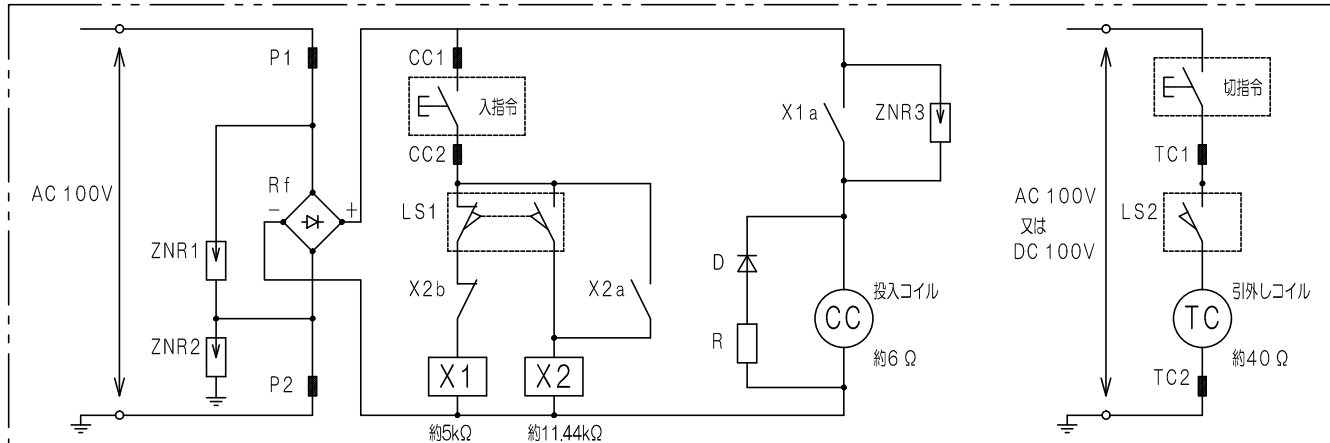 AC 100V
P1
Rf
-
+
ZNR1
ZNR2
P2
CC1
入指令
CC2
LS1
X2b
X2a
X1
約5kΩ
X2
約11.44kΩ
X1a
ZNR3
D
R
投入コイル
CC
約6Ω
AC 100V
又は
DC 100V
切指令
TC1
LS2
引外しコイル
TC
約40Ω
TC2